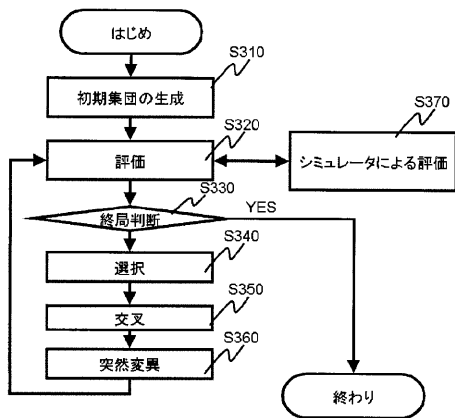 はじめ
S310
初期集団の生成
S320
評価
S370
シミュレータによる評価
S330
終局判断
YES
S340
選択
S350
交叉
S360
突然変異
終わり